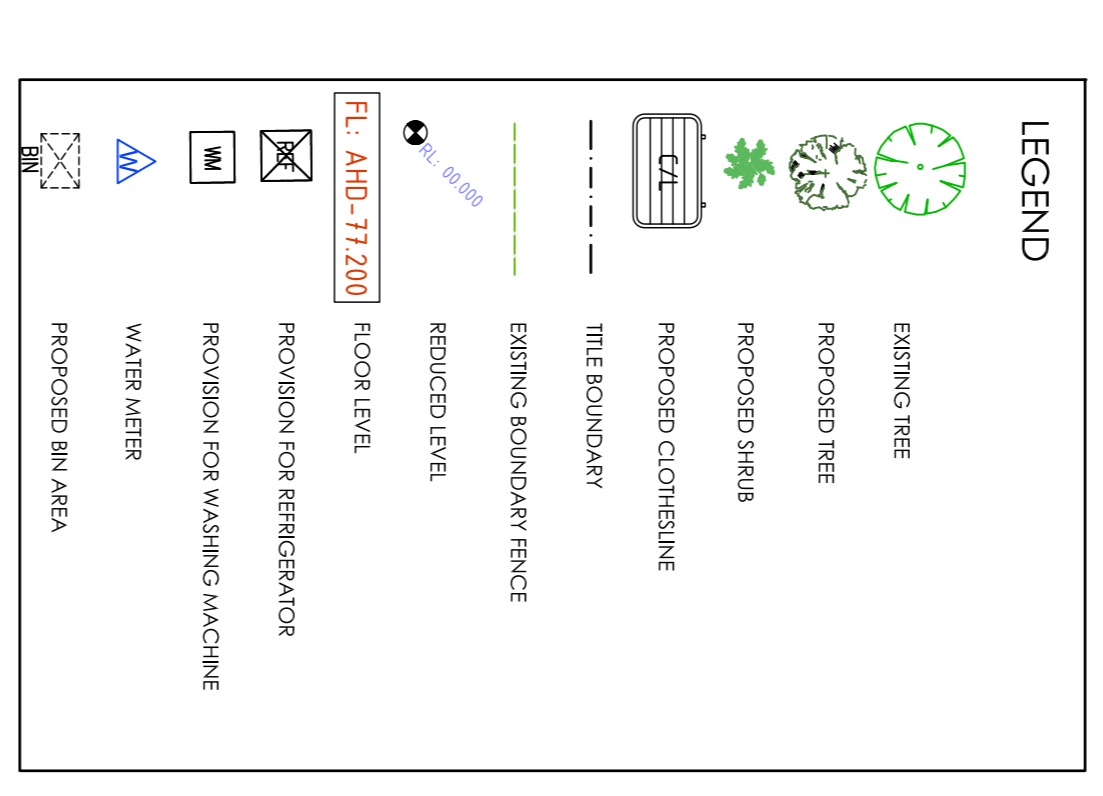 LEGEND
EXISTING TREE
PROPOSED TREE
PROPOSED SHRUB
C/L PROPOSED CLOTHESLINE
TITLE BOUNDARY
EXISTING BOUNDARY FENCE
RL: 00.000 REDUCED LEVEL
FL: AHD-77.200 FLOOR LEVEL
REF PROVISION FOR REFRIGERATOR
WM PROVISION FOR WASHING MACHINE
W WATER METER
BIN PROPOSED BIN AREA